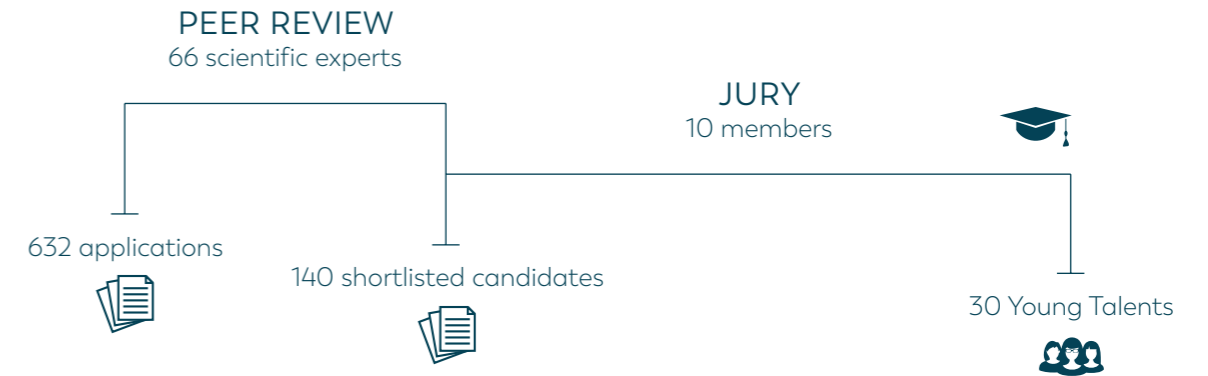 PEER REVIEW
66 scientific experts
JURY
10 members
632 applications
140 shortlisted candidates
30 Young Talents